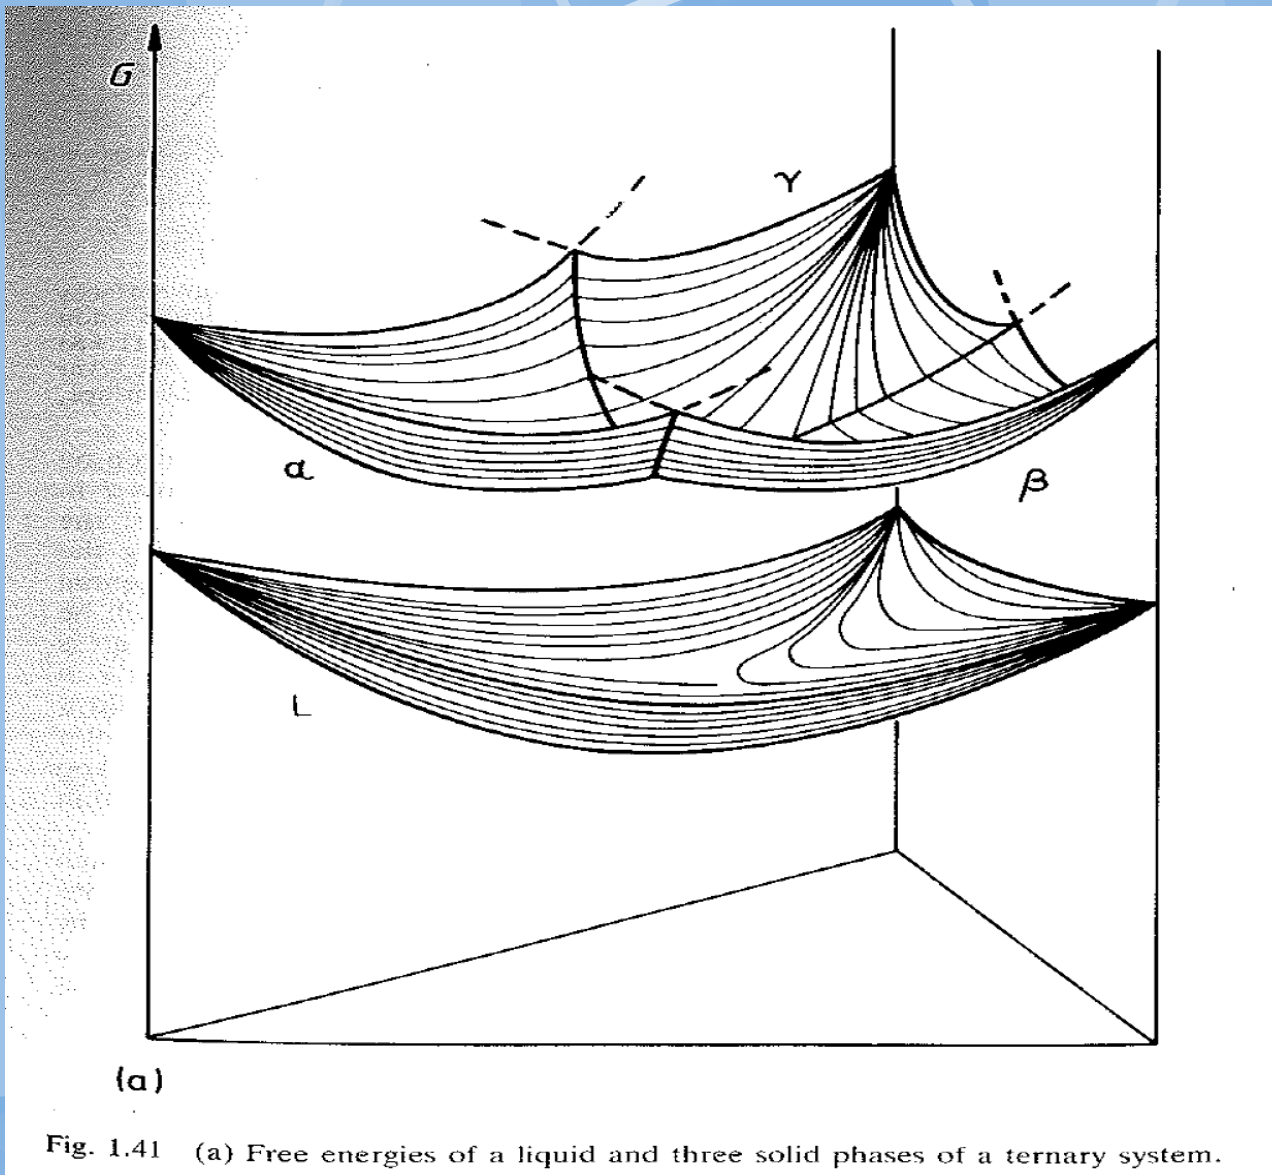 G
γ
α
β
L
(a)
Fig. 1.41 (a) Free energies of a liquid and three solid phases of a ternary system.